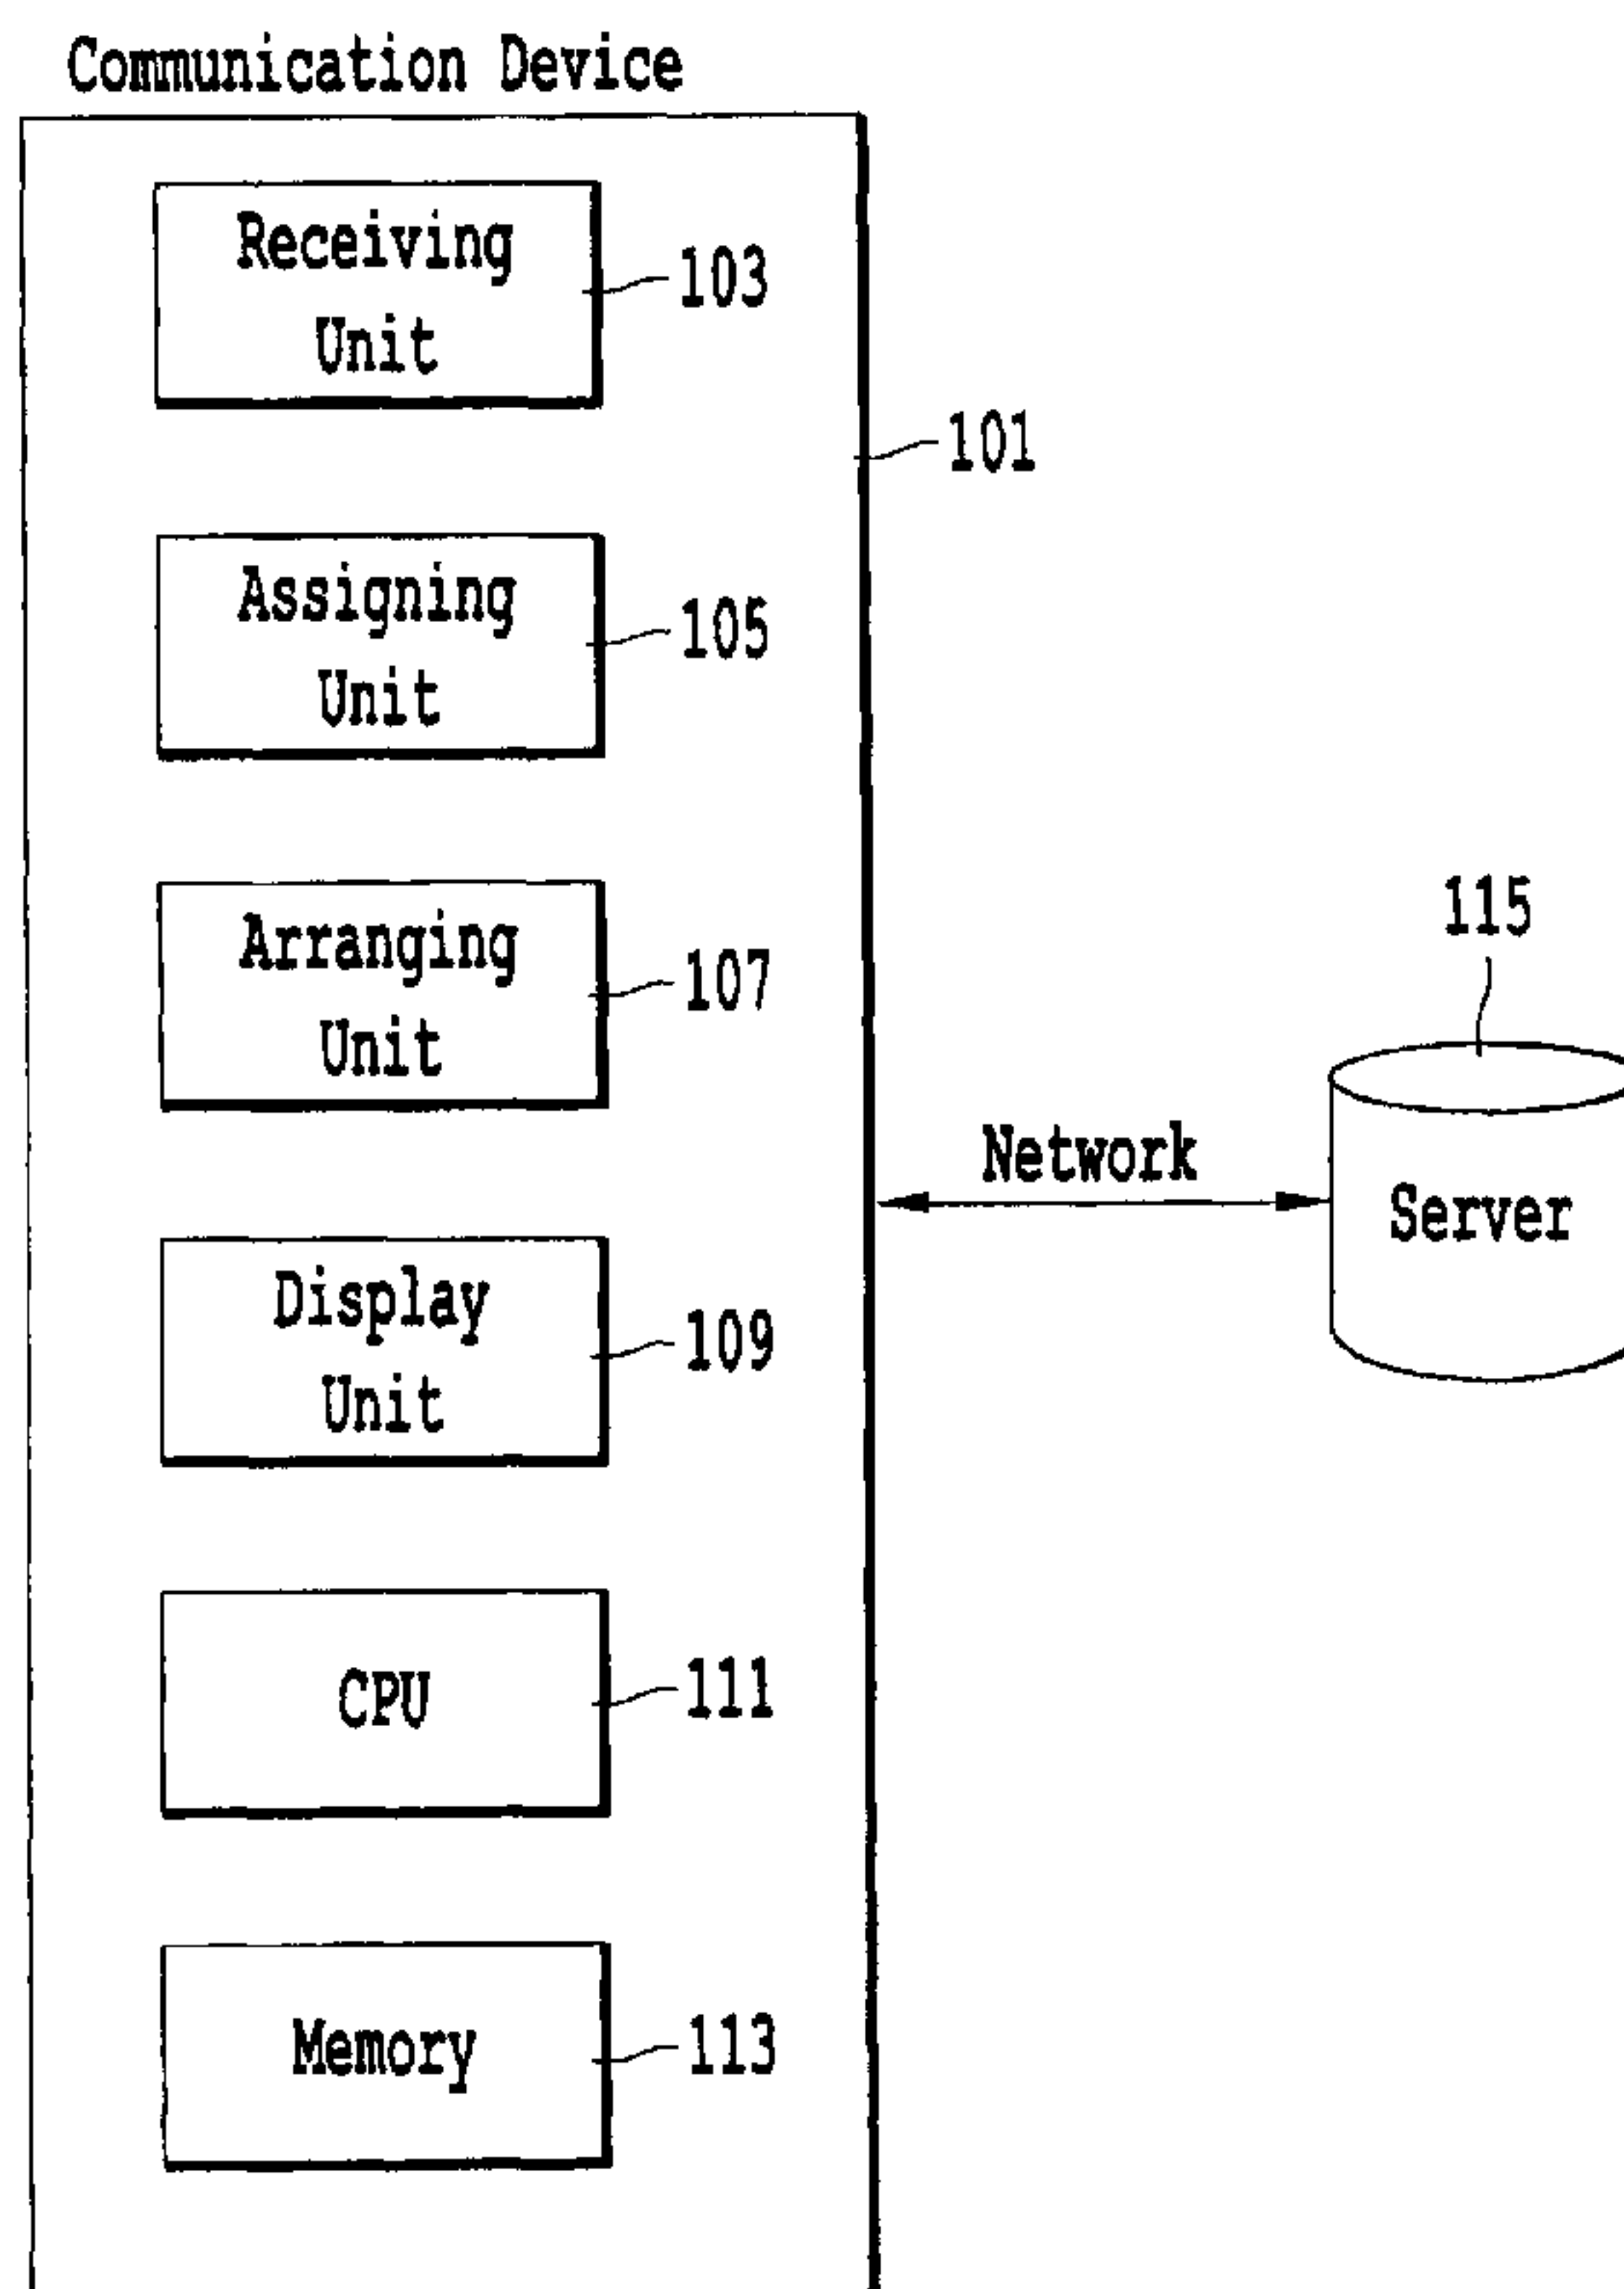 Communication Device
Receiving
Unit
103
101
Assigning
Unit
105
Arranging
Unit
107
115
Network
Server
Display
Unit
109
CPU
111
Memory
113